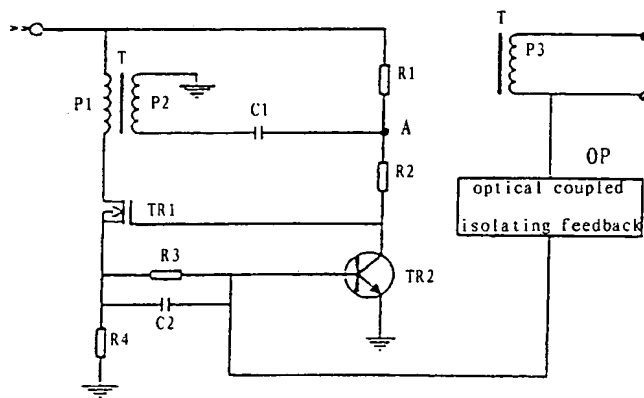 T
P1
P2
C1
R1
A
R2
TR1
R3
TR2
C2
R4
T
P3
OP
optical coupled
isolating feedback